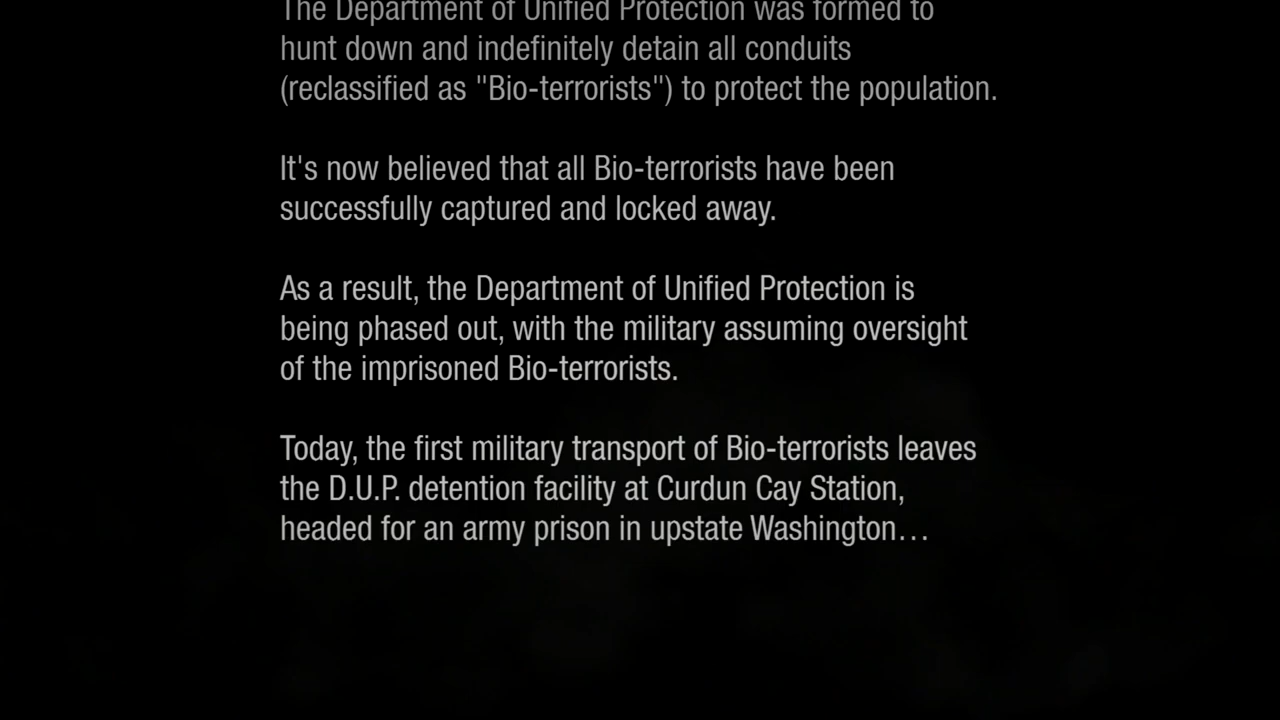 The Department of Unified Protection was formed to
hunt down and indefinitely detain all conduits
(reclassified as "Bio-terrorists") to protect the population.
It's now believed that all Bio-terrorists have been
successfully captured and locked away.
As a result, the Department of Unified Protection is
being phased out, with the military assuming oversight
of the imprisoned Bio-terrorists.
Today, the first military transport of Bio-terrorists leaves
the D.U.P. detention facility at Curdun Cay Station,
headed for an army prison in upstate Washington…